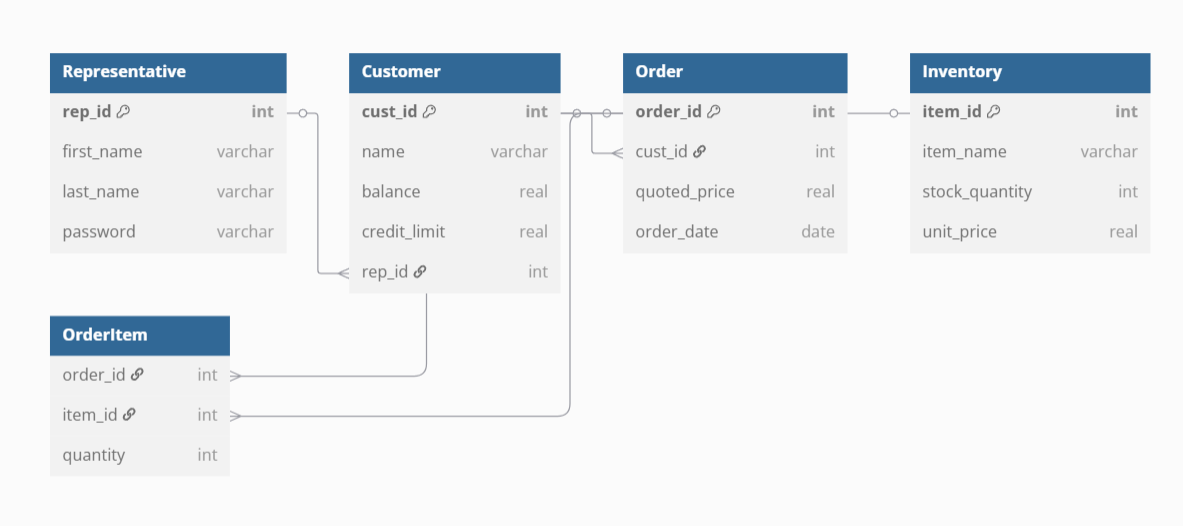 Representative
rep_id int
first_name varchar
last_name varchar
password varchar
Customer
cust_id int
name varchar
balance real
credit_limit real
rep_id int
Order
order_id int
cust_id int
quoted_price real
order_date date
Inventory
item_id int
item_name varchar
stock_quantity int
unit_price real
OrderItem
order_id int
item_id int
quantity int